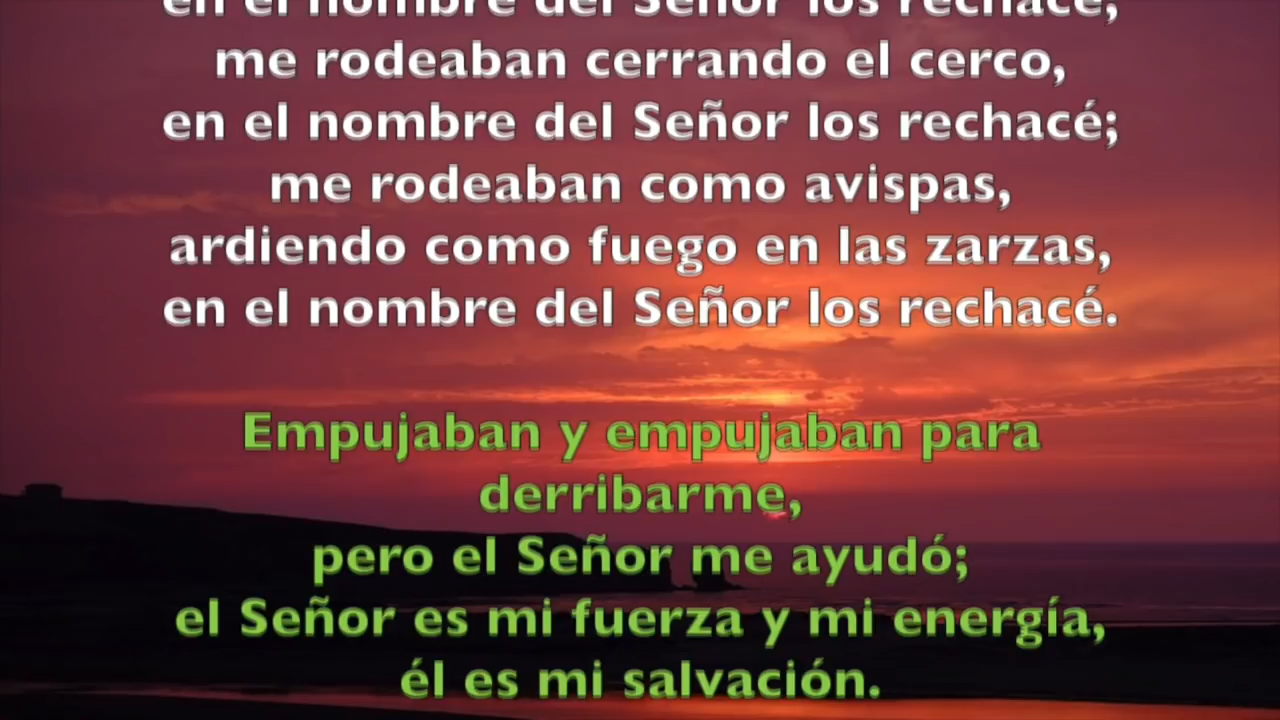 en el nombre del Señor los rechacé,
me rodeaban cerrando el cerco,
en el nombre del Señor los rechacé;
me rodeaban como avispas,
ardiendo como fuego en las zarzas,
en el nombre del Señor los rechacé.
Empujaban y empujaban para
derribarme,
pero el Señor me ayudó;
el Señor es mi fuerza y mi energía,
él es mi salvación.